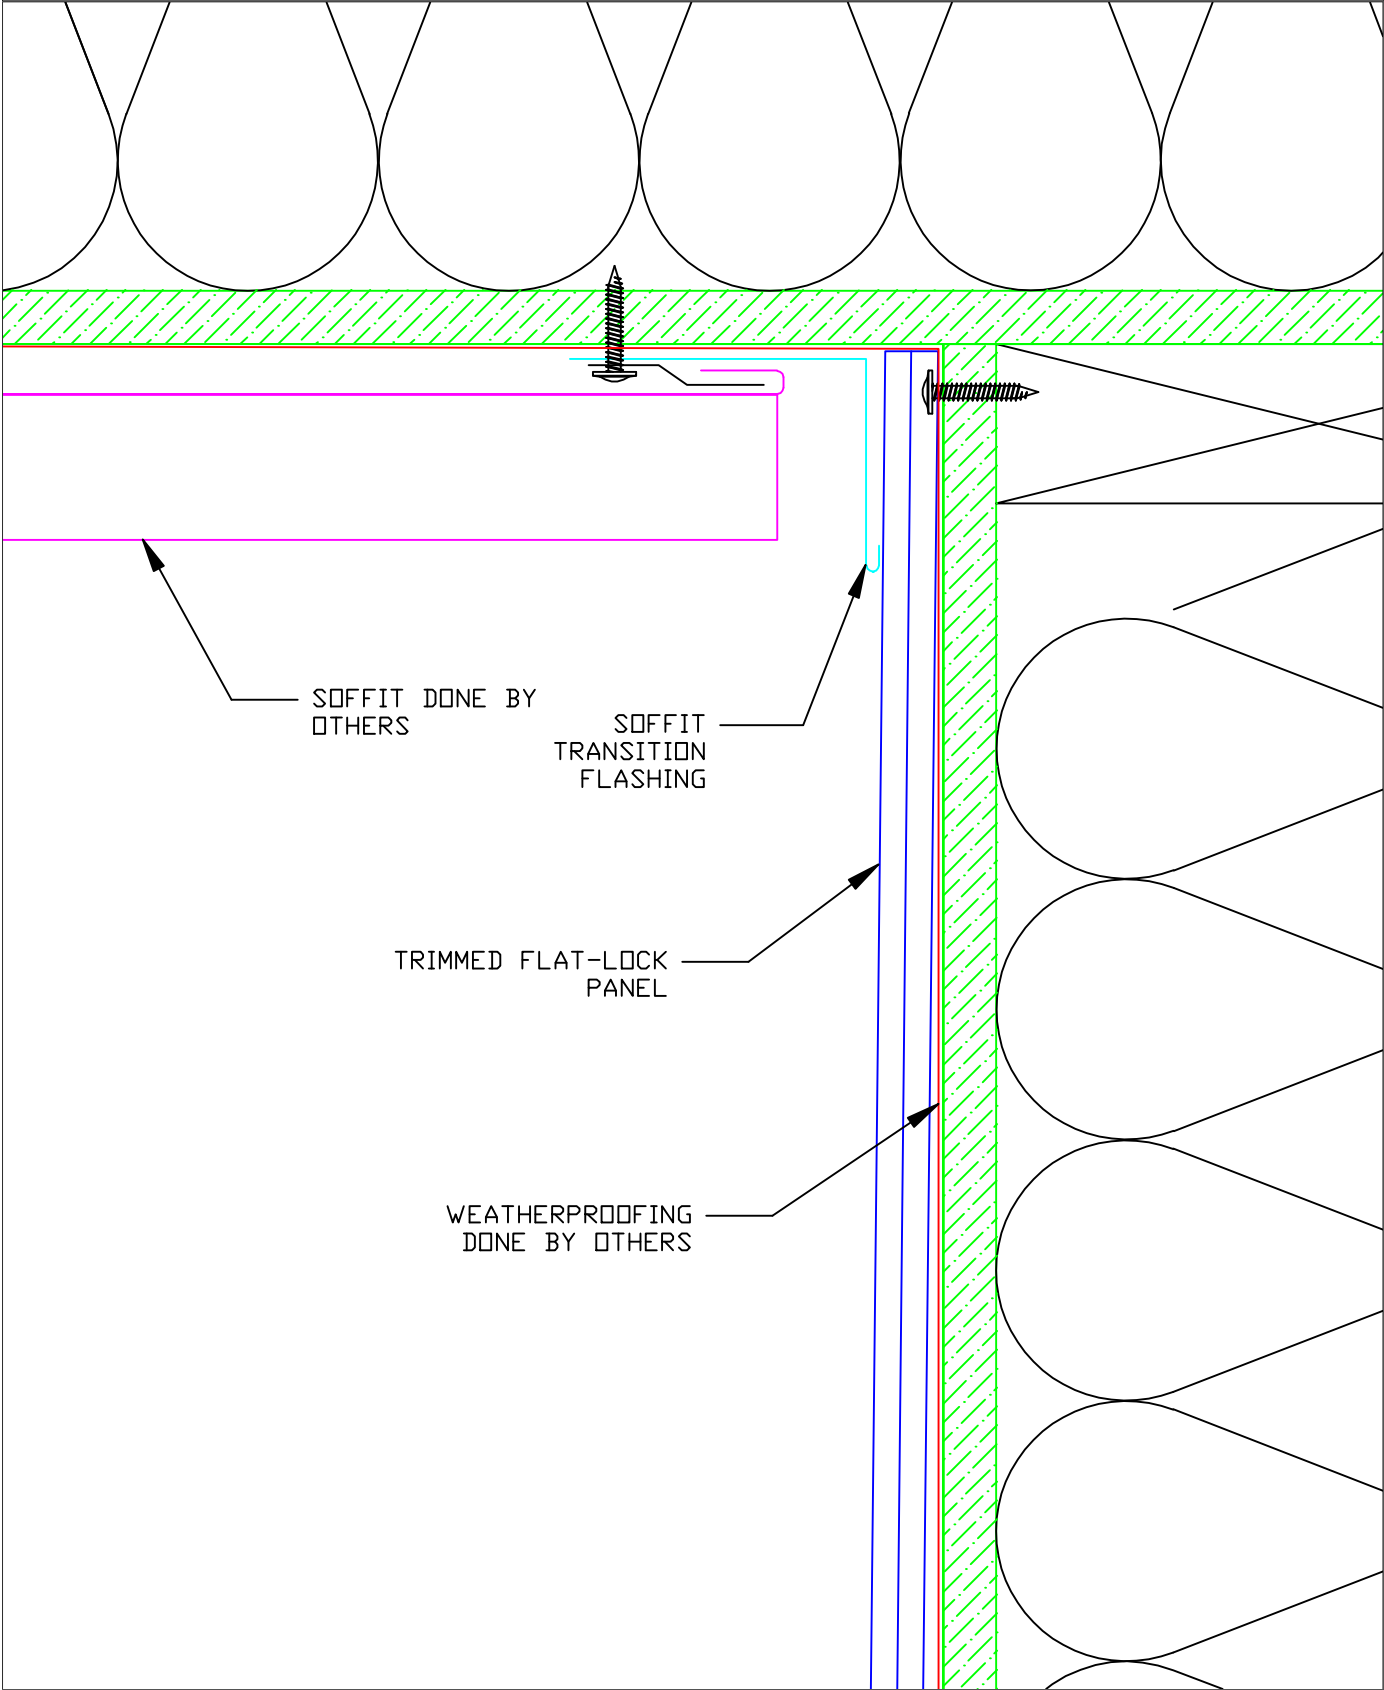 SOFFIT DONE BY
OTHERS
SOFFIT
TRANSITION
FLASHING
TRIMMED FLAT-LOCK
PANEL
WEATHERPROOFING
DONE BY OTHERS